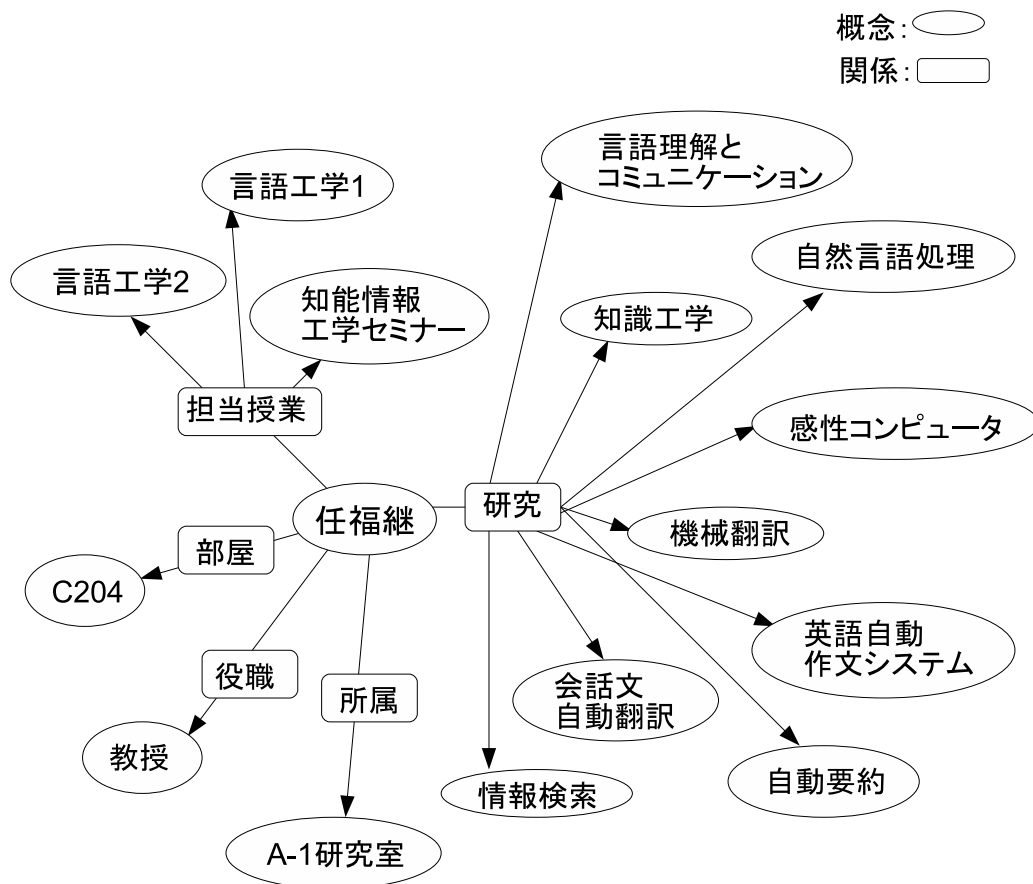 概念:
関係:
言語理解と
コミュニケーション
言語工学1
自然言語処理
言語工学2
知能情報
工学セミナー
知識工学
担当授業
感性コンピュータ
研究
任福継
機械翻訳
部屋
C204
英語自動
作文システム
役職
会話文
自動翻訳
所属
教授
自動要約
情報検索
A-1研究室